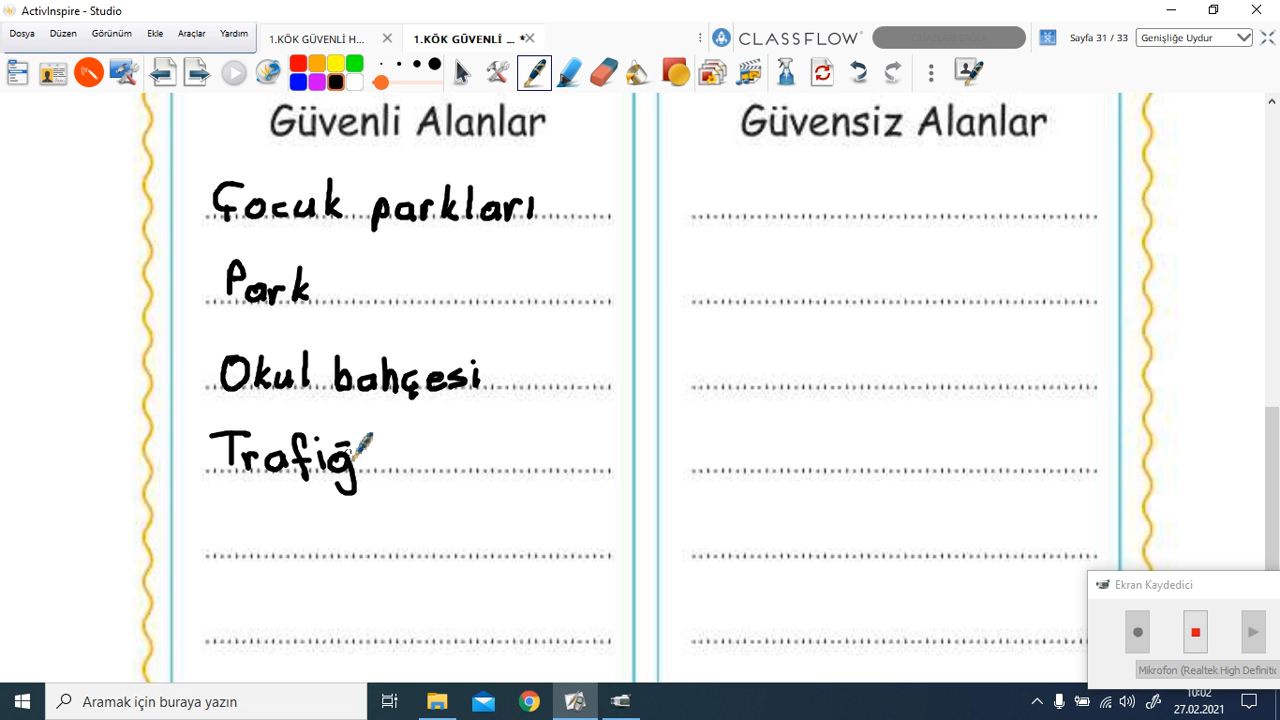 ActivInspire - Studio
Dosya Düzen Görünüm Ekle Araçlar Yardım
1.KÖK GÜVENLİ H...
1.KÖK GÜVENLİ ... *
CLASSFLOW
Sayfa 31 / 33
Genişliğe Uydur
Güvenli Alanlar
Çocuk parkları
Park
Okul bahçesi
Trafiğ
Güvensiz Alanlar
Ekran Kaydedici
Mikrofon (Realtek High Definitic
Aramak için buraya yazın
10:02
27.02.2021